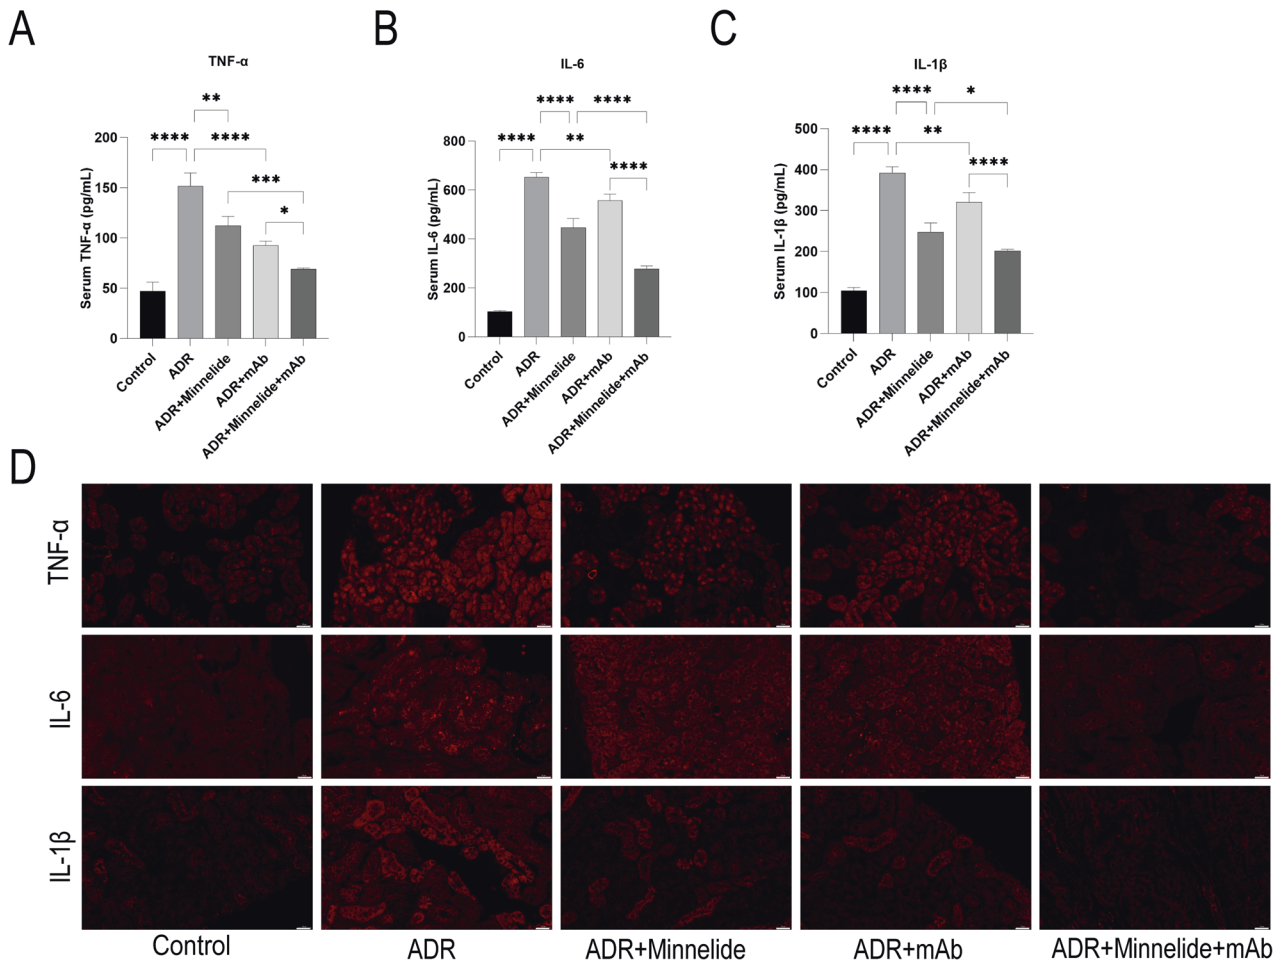 A
B
C
TNF-α
**
****
****
***
*
200
150
100
50
0
Serum TNF-α (pg/mL)
Control
ADR
ADR+Minnelide
ADR+mAb
ADR+Minnelide+mAb
IL-6
****
****
****
**
****
800
600
400
200
0
Serum IL-6 (pg/mL)
Control
ADR
ADR+Minnelide
ADR+mAb
ADR+Minnelide+mAb
IL-1β
****
*
****
**
****
500
400
300
200
100
0
Serum IL-1β (pg/mL)
Control
ADR
ADR+Minnelide
ADR+mAb
ADR+Minnelide+mAb
D
TNF-α
IL-6
IL-1β
Control
ADR
ADR+Minnelide
ADR+mAb
ADR+Minnelide+mAb